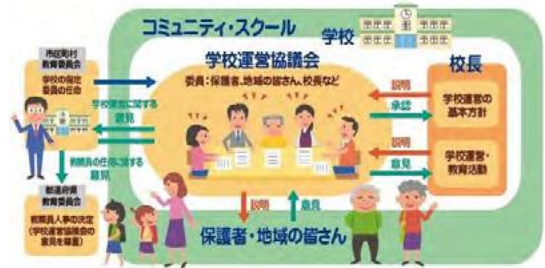 コミュニティ・スクール
学校
市区町村
教育委員会
学校の指定
委員の任命
学校運営に関する
意見
教職員の任用に関する
意見
都道府県
教育委員会
教職員人事の決定
(学校運営協議会の
意見を尊重)
学校運営協議会
委員:保護者、地域の皆さん、校長など
説明
承認
説明
意見
校長
学校運営の
基本方針
学校運営・
教育活動
説明
意見
保護者・地域の皆さん